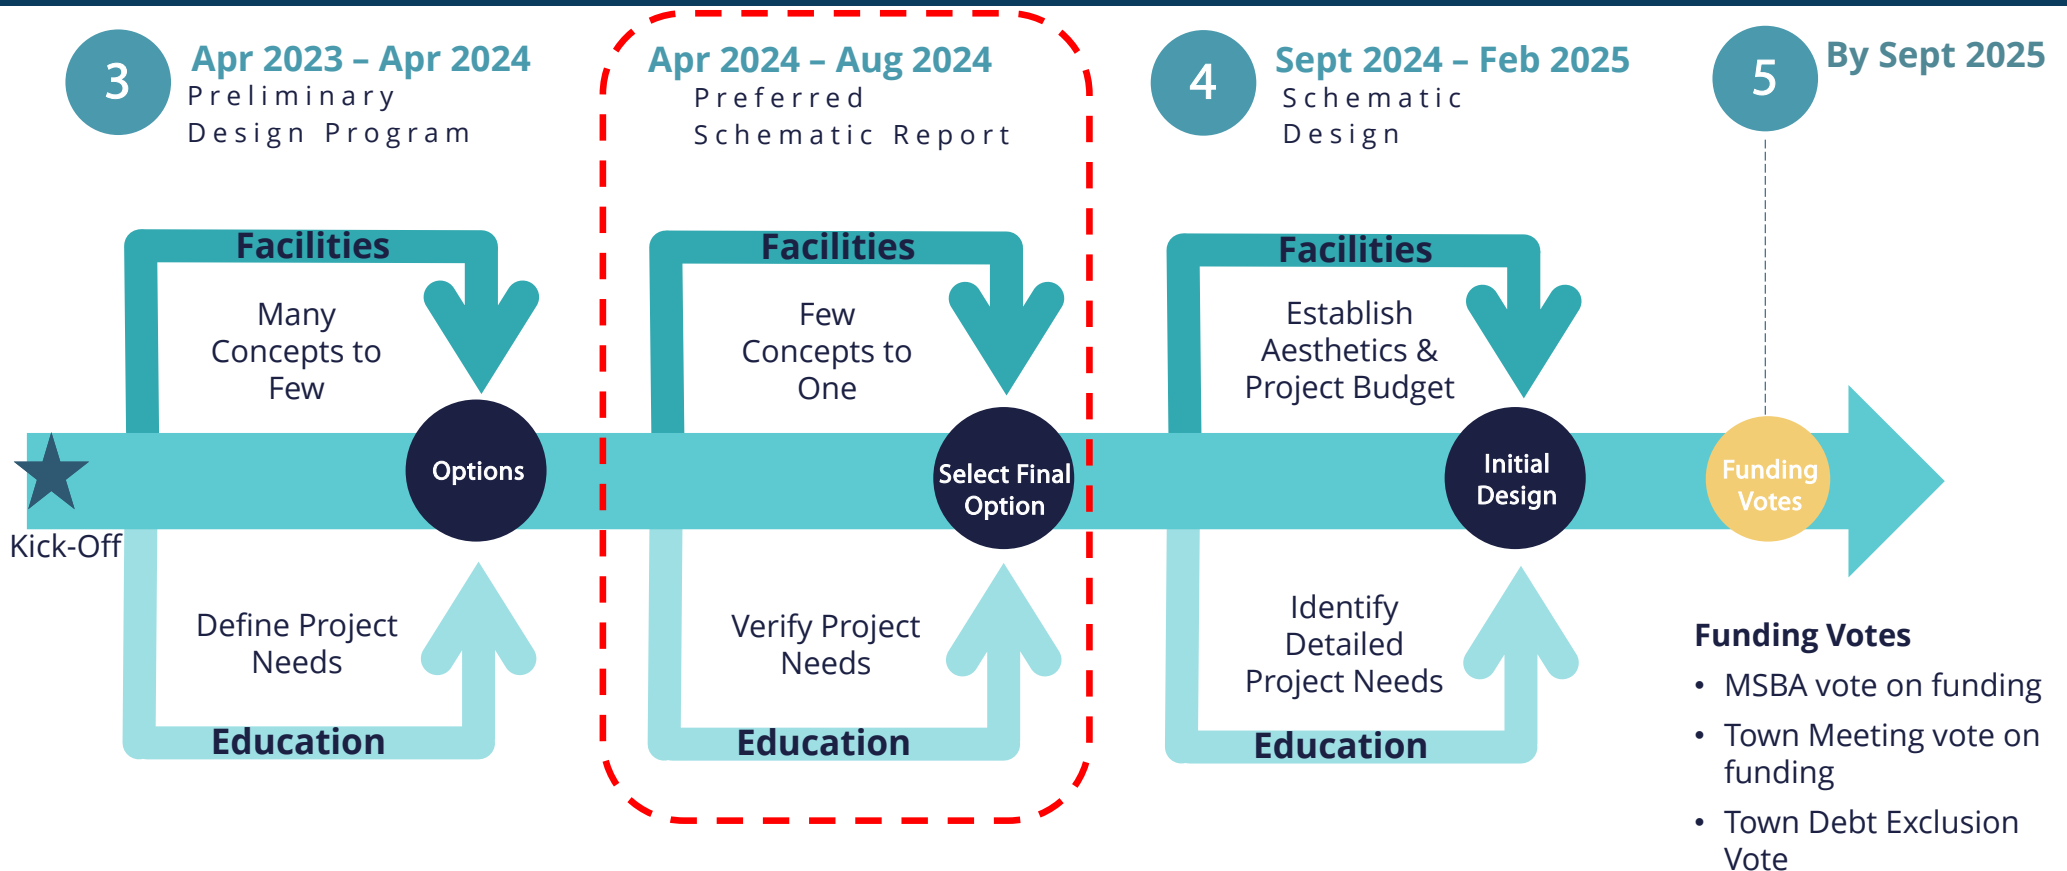 3
Apr 2023 – Apr 2024
Preliminary
Design Program
Apr 2024 – Aug 2024
Preferred
Schematic Report
4
Sept 2024 – Feb 2025
Schematic
Design
5
By Sept 2025
Facilities
Many
Concepts to
Few
Facilities
Few
Concepts to
One
Facilities
Establish
Aesthetics &
Project Budget
Kick-Off
Options
Select Final
Option
Initial
Design
Funding
Votes
Define Project
Needs
Education
Verify Project
Needs
Education
Identify
Detailed
Project Needs
Education
Funding Votes
• MSBA vote on funding
• Town Meeting vote on
funding
• Town Debt Exclusion
Vote